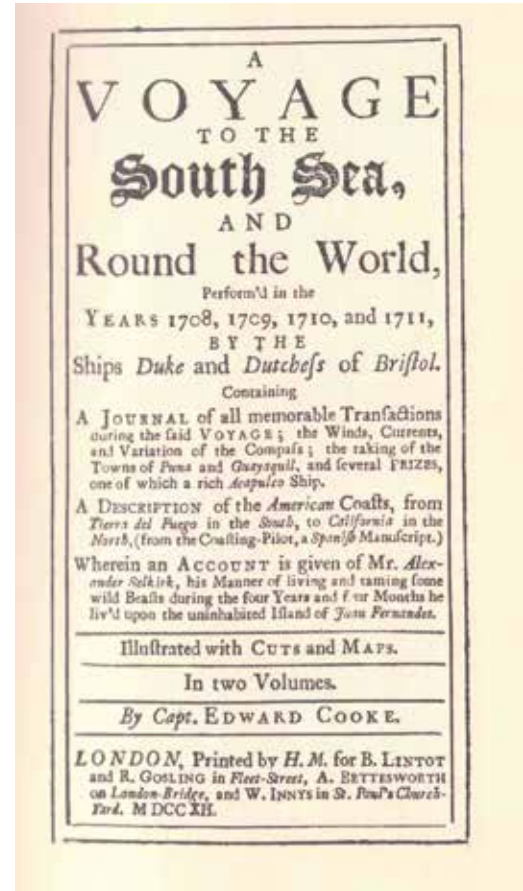 A
VOYAGE
TO THE
South Sea,
AND
Round the World,
Perform'd in the
YEARS 1708, 1709, 1710, and 1711,
BY THE
Ships Duke and Dutcheſs of Briſtol.
Containing
A JOURNAL of all memorable Tranſactions
during the ſaid VOYAGE; the Winds, Currents,
and Variation of the Compaſs; the taking of the
Towns of Puna and Guayaquil, and ſeveral PRIZES,
one of which a rich Acapulco Ship.
A DESCRIPTION of the American Coaſts, from
Tierra del Fuego in the South, to California in the
North, (from the Coaſting-Pilot, a Spaniſh Manuſcript.)
Wherein an ACCOUNT is given of Mr. Alex-
ander Selkirk, his Manner of living and taming ſome
wild Beaſts during the four Years and four Months he
liv'd upon the uninhabited Iſland of Juan Fernandes.
Illuſtrated with CUTS and MAPS.
In two Volumes.
By Capt. EDWARD COOKE.
LONDON, Printed by H. M. for B. LINTOT
and R. GOSLING in Fleet-Street, A. BETTESWORTH
on London-Bridge, and W. INNYS in St. Paul's Church-
Yard. M DCC XII.